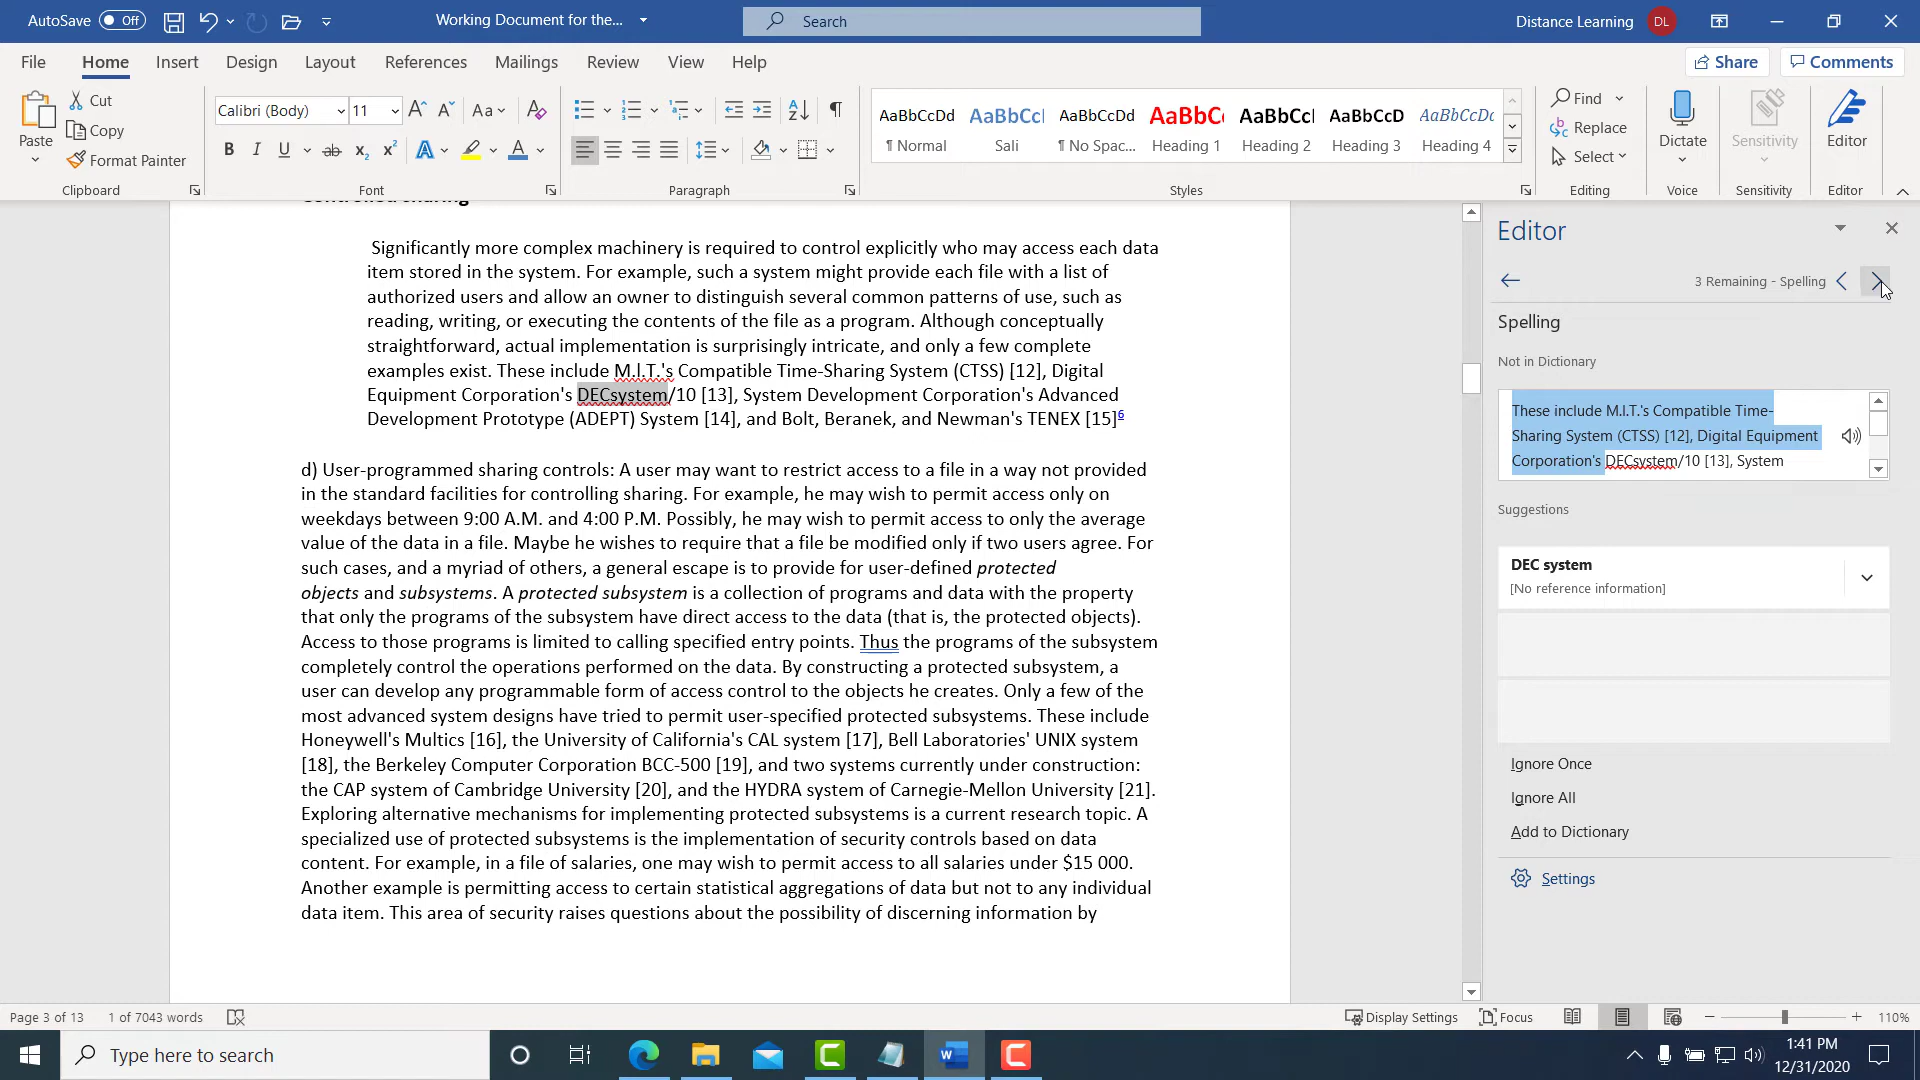 AutoSave Off
Working Document for the...
Search
Distance Learning DL
File Home Insert Design Layout References Mailings Review View Help
Share Comments
Paste
Cut
Copy
Format Painter
Clipboard
Calibri (Body) 11
Font
Paragraph
AaBbCcDd AaBbCcI AaBbCcDd AaBbC AaBbCcI AaBbCcD AaBbCcDc
¶ Normal Sali ¶ No Spac... Heading 1 Heading 2 Heading 3 Heading 4
Styles
Find
Replace
Select
Editing
Dictate
Voice
Sensitivity
Sensitivity
Editor
Editor
Controlled sharing
Significantly more complex machinery is required to control explicitly who may access each data
item stored in the system. For example, such a system might provide each file with a list of
authorized users and allow an owner to distinguish several common patterns of use, such as
reading, writing, or executing the contents of the file as a program. Although conceptually
straightforward, actual implementation is surprisingly intricate, and only a few complete
examples exist. These include M.l.T.'s Compatible Time-Sharing System (CTSS) [12], Digital
Equipment Corporation's DECsystem/10 [13], System Development Corporation's Advanced
Development Prototype (ADEPT) System [14], and Bolt, Beranek, and Newman's TENEX [15]6
d) User-programmed sharing controls: A user may want to restrict access to a file in a way not provided
in the standard facilities for controlling sharing. For example, he may wish to permit access only on
weekdays between 9:00 A.M. and 4:00 P.M. Possibly, he may wish to permit access to only the average
value of the data in a file. Maybe he wishes to require that a file be modified only if two users agree. For
such cases, and a myriad of others, a general escape is to provide for user-defined protected
objects and subsystems. A protected subsystem is a collection of programs and data with the property
that only the programs of the subsystem have direct access to the data (that is, the protected objects).
Access to those programs is limited to calling specified entry points. Thus the programs of the subsystem
completely control the operations performed on the data. By constructing a protected subsystem, a
user can develop any programmable form of access control to the objects he creates. Only a few of the
most advanced system designs have tried to permit user-specified protected subsystems. These include
Honeywell's Multics [16], the University of California's CAL system [17], Bell Laboratories' UNIX system
[18], the Berkeley Computer Corporation BCC-500 [19], and two systems currently under construction:
the CAP system of Cambridge University [20], and the HYDRA system of Carnegie-Mellon University [21].
Exploring alternative mechanisms for implementing protected subsystems is a current research topic. A
specialized use of protected subsystems is the implementation of security controls based on data
content. For example, in a file of salaries, one may wish to permit access to all salaries under $15 000.
Another example is permitting access to certain statistical aggregations of data but not to any individual
data item. This area of security raises questions about the possibility of discerning information by
Editor
3 Remaining - Spelling
Spelling
Not in Dictionary
These include M.l.T.'s Compatible Time-
Sharing System (CTSS) [12], Digital Equipment
Corporation's DECsystem/10 [13], System
Suggestions
DEC system
[No reference information]
Ignore Once
Ignore All
Add to Dictionary
Settings
Page 3 of 13 1 of 7043 words
Display Settings Focus 110%
Type here to search
1:41 PM
12/31/2020